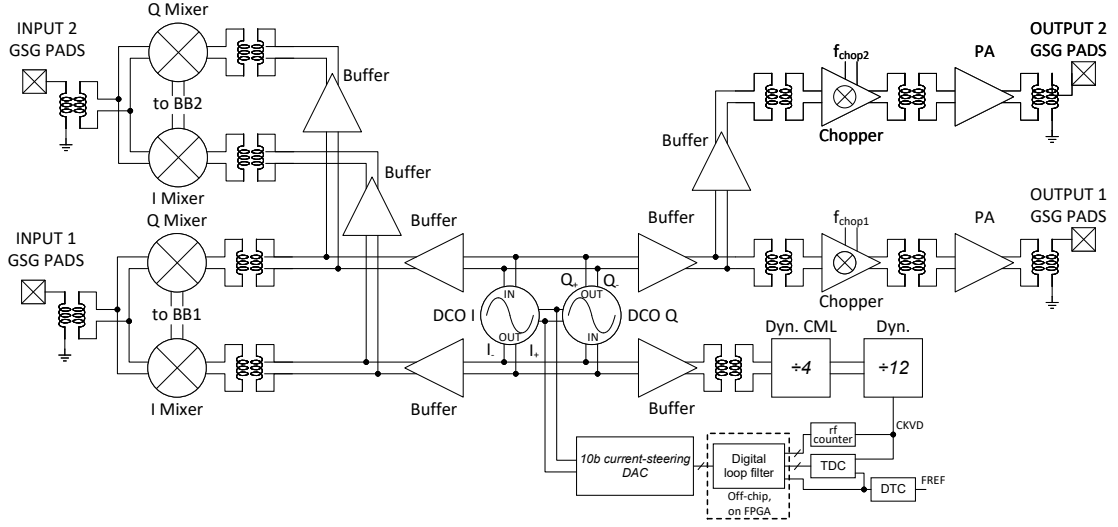 Q Mixer
INPUT 2
GSG PADS
to BB2
I Mixer
Buffer
Buffer
Q Mixer
INPUT 1
GSG PADS
to BB1
I Mixer
Buffer
Buffer
IN
OUT
DCO I
I-
I+
Q+
Q-
OUT
IN
DCO Q
Buffer
Buffer
Buffer
fchop2
Chopper
PA
OUTPUT 2
GSG PADS
fchop1
Chopper
PA
OUTPUT 1
GSG PADS
Dyn. CML
÷4
Dyn.
÷12
CKVD
rf
counter
TDC
DTC
FREF
10b current-steering
DAC
Digital
loop filter
Off-chip,
on FPGA